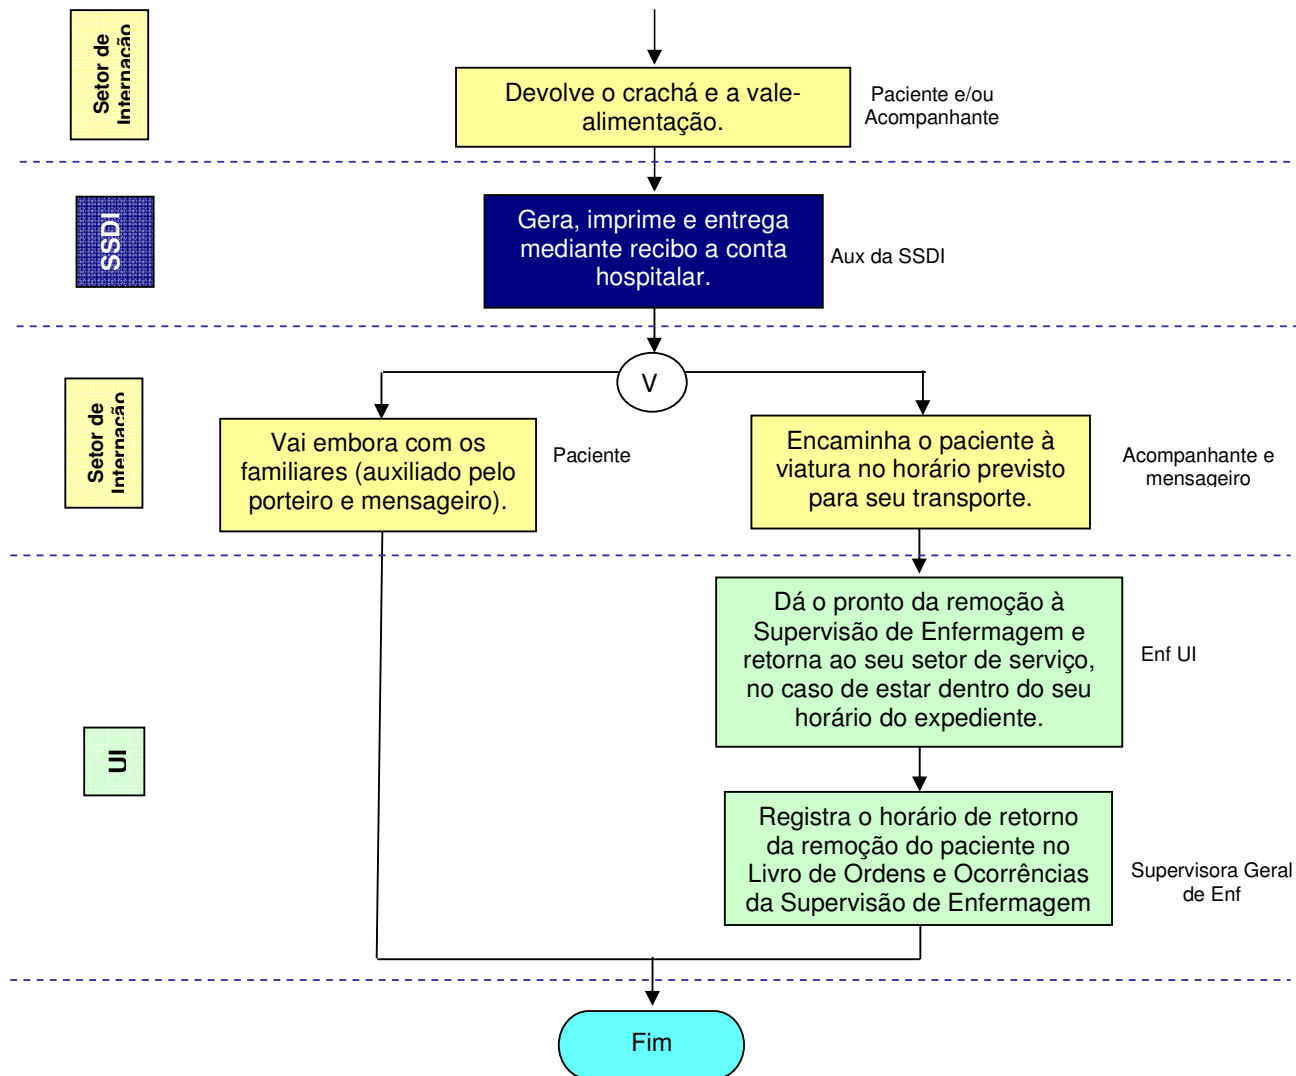 Setor de
Internação
Devolve o crachá e a vale-
alimentação.
Paciente e/ou
Acompanhante
SSDI
Gera, imprime e entrega
mediante recibo a conta
hospitalar.
Aux da SSDI
V
Setor de
Internação
Vai embora com os
familiares (auxiliado pelo
porteiro e mensageiro).
Paciente
Encaminha o paciente à
viatura no horário previsto
para seu transporte.
Acompanhante e
mensageiro
UI
Dá o pronto da remoção à
Supervisão de Enfermagem e
retorna ao seu setor de serviço,
no caso de estar dentro do seu
horário do expediente.
Enf UI
Registra o horário de retorno
da remoção do paciente no
Livro de Ordens e Ocorrências
da Supervisão de Enfermagem
Supervisora Geral
de Enf
Fim